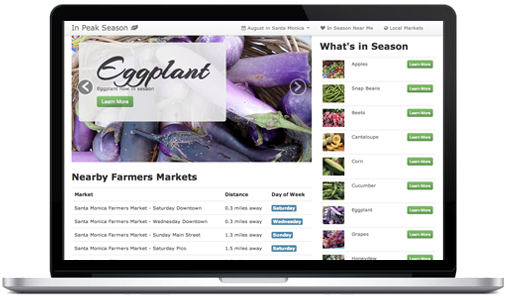 In Peak Season
August in Santa Monica
In Season Near Me
Local Markets
Eggplant
Eggplant now in season
Learn More
Nearby Farmers Markets
Market Distance Day of Week
Santa Monica Farmers Market - Saturday Downtown 0.3 miles away Saturday
Santa Monica Farmers Market - Wednesday Downtown 0.3 miles away Wednesday
Santa Monica Farmers Market - Sunday Main Street 1.3 miles away Sunday
Santa Monica Farmers Market - Saturday Pico 1.5 miles away Saturday
What's in Season
Apples Learn More
Snap Beans Learn More
Beets Learn More
Cantaloupe Learn More
Corn Learn More
Cucumber Learn More
Eggplant Learn More
Grapes Learn More
Honeydew Learn More